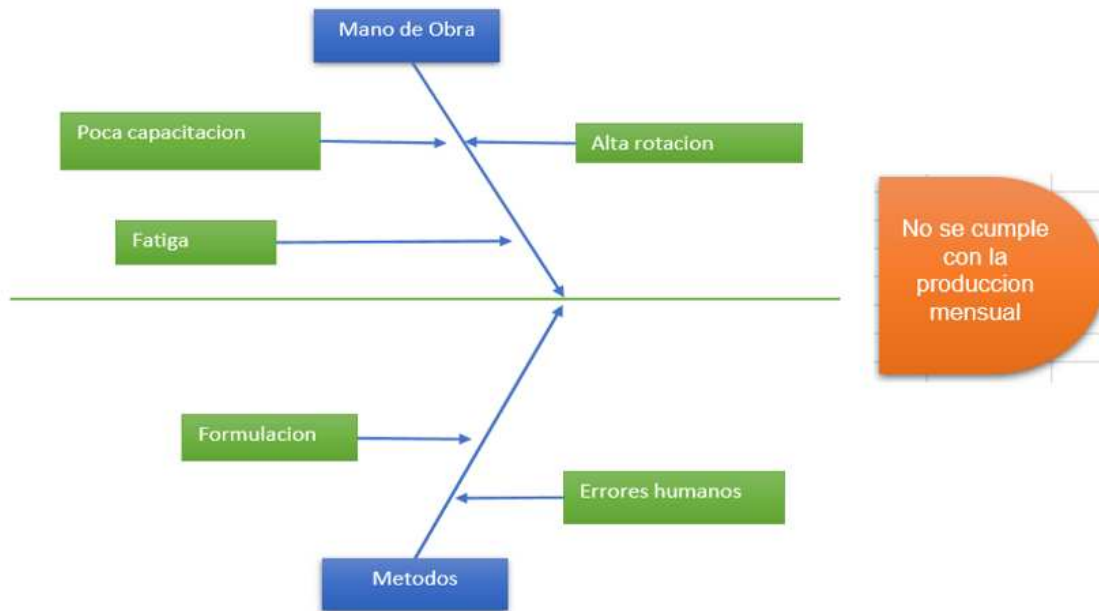 Mano de Obra
Poca capacitacion
Alta rotacion
Fatiga
No se cumple
con la
produccion
mensual
Formulacion
Errores humanos
Metodos